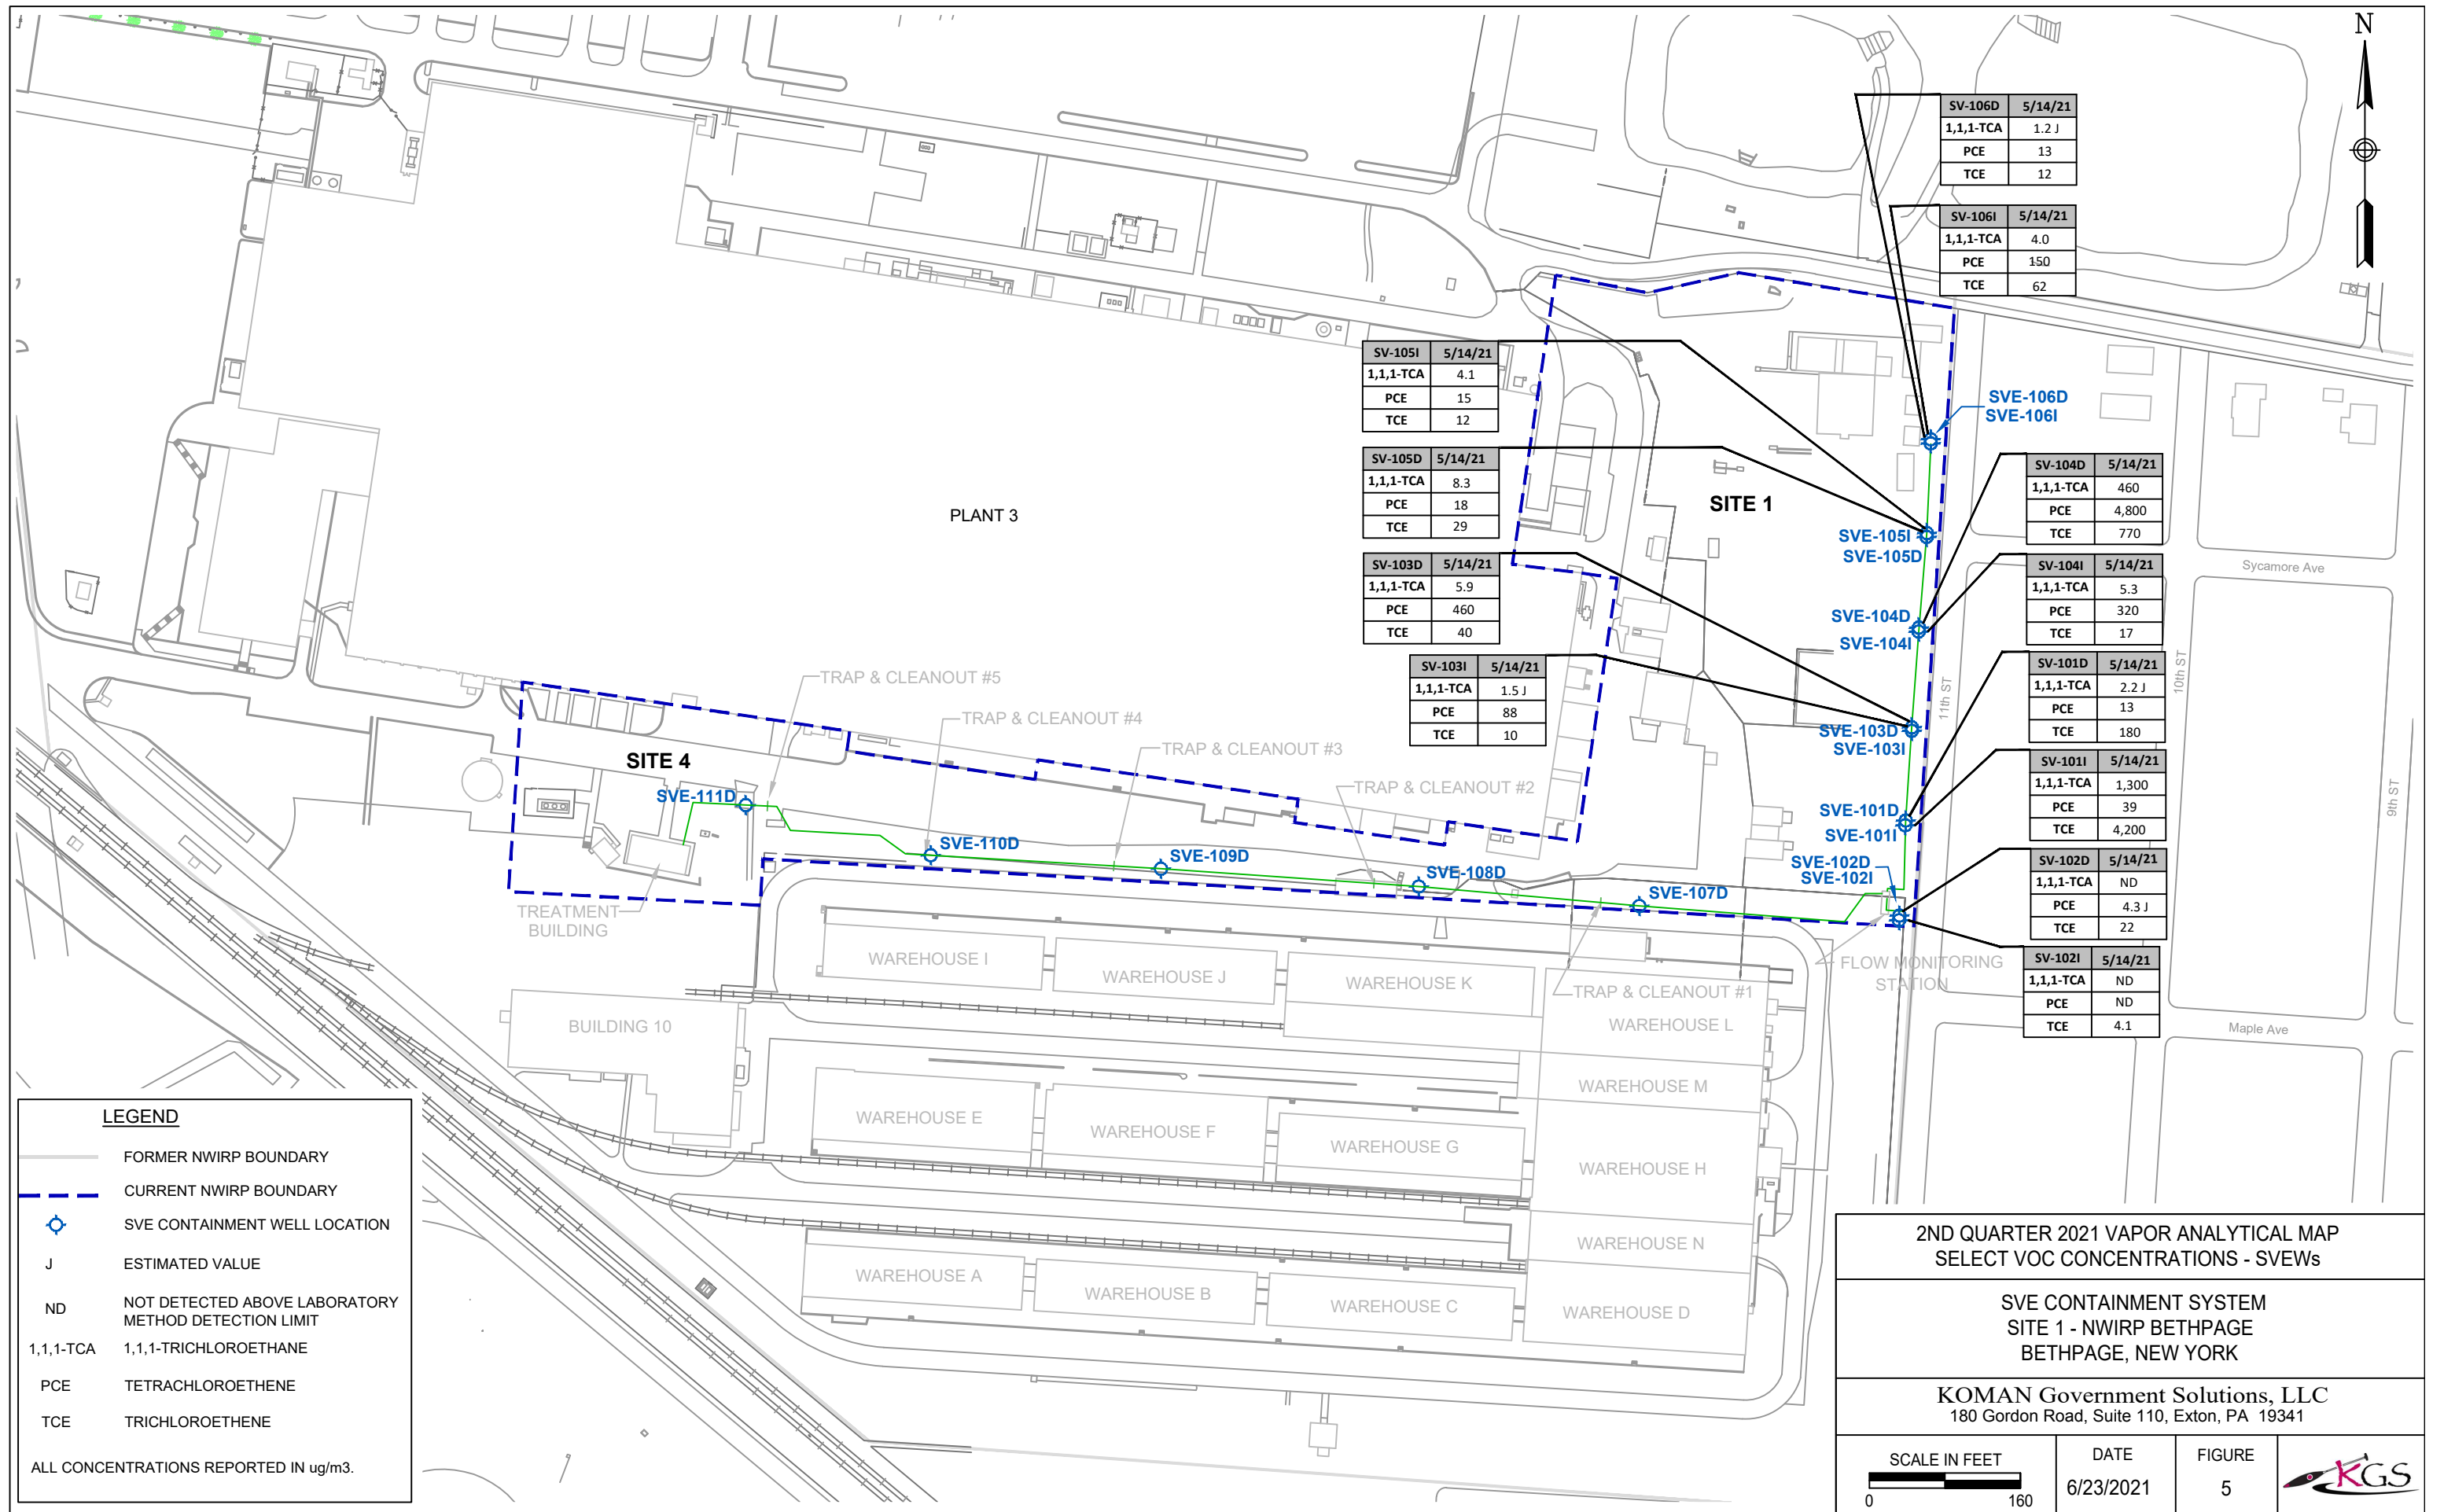 N
SV-106D 5/14/21
1,1,1-TCA 1.2 J
PCE 13
TCE 12
SV-106I 5/14/21
1,1,1-TCA 4.0
PCE 150
TCE 62
SV-105I 5/14/21
1,1,1-TCA 4.1
PCE 15
TCE 12
SV-105D 5/14/21
1,1,1-TCA 8.3
PCE 18
TCE 29
SV-103D 5/14/21
1,1,1-TCA 5.9
PCE 460
TCE 40
SV-103I 5/14/21
1,1,1-TCA 1.5 J
PCE 88
TCE 10
SV-104D 5/14/21
1,1,1-TCA 460
PCE 4,800
TCE 770
SV-104I 5/14/21
1,1,1-TCA 5.3
PCE 320
TCE 17
SV-101D 5/14/21
1,1,1-TCA 2.2 J
PCE 13
TCE 180
SV-101I 5/14/21
1,1,1-TCA 1,300
PCE 39
TCE 4,200
SV-102D 5/14/21
1,1,1-TCA ND
PCE 4.3 J
TCE 22
SV-102I 5/14/21
1,1,1-TCA ND
PCE ND
TCE 4.1
SVE-106D
SVE-106I
SITE 1
SVE-105I
SVE-105D
SVE-104D
SVE-104I
SVE-103D
SVE-103I
SVE-101D
SVE-101I
SVE-102D
SVE-102I
PLANT 3
Sycamore Ave
11th ST
10th ST
9th ST
Maple Ave
TRAP & CLEANOUT #5
TRAP & CLEANOUT #4
TRAP & CLEANOUT #3
TRAP & CLEANOUT #2
TRAP & CLEANOUT #1
SITE 4
SVE-111D
SVE-110D
SVE-109D
SVE-108D
SVE-107D
TREATMENT
BUILDING
FLOW MONITORING
STATION
WAREHOUSE I
WAREHOUSE J
WAREHOUSE K
WAREHOUSE L
BUILDING 10
WAREHOUSE M
WAREHOUSE E
WAREHOUSE F
WAREHOUSE G
WAREHOUSE H
WAREHOUSE N
WAREHOUSE A
WAREHOUSE B
WAREHOUSE C
WAREHOUSE D
LEGEND
FORMER NWIRP BOUNDARY
CURRENT NWIRP BOUNDARY
SVE CONTAINMENT WELL LOCATION
J ESTIMATED VALUE
ND NOT DETECTED ABOVE LABORATORY
METHOD DETECTION LIMIT
1,1,1-TCA 1,1,1-TRICHLOROETHANE
PCE TETRACHLOROETHENE
TCE TRICHLOROETHENE
ALL CONCENTRATIONS REPORTED IN ug/m3.
2ND QUARTER 2021 VAPOR ANALYTICAL MAP
SELECT VOC CONCENTRATIONS - SVEWs
SVE CONTAINMENT SYSTEM
SITE 1 - NWIRP BETHPAGE
BETHPAGE, NEW YORK
KOMAN Government Solutions, LLC
180 Gordon Road, Suite 110, Exton, PA 19341
SCALE IN FEET
0 160
DATE
6/23/2021
FIGURE
5
KGS